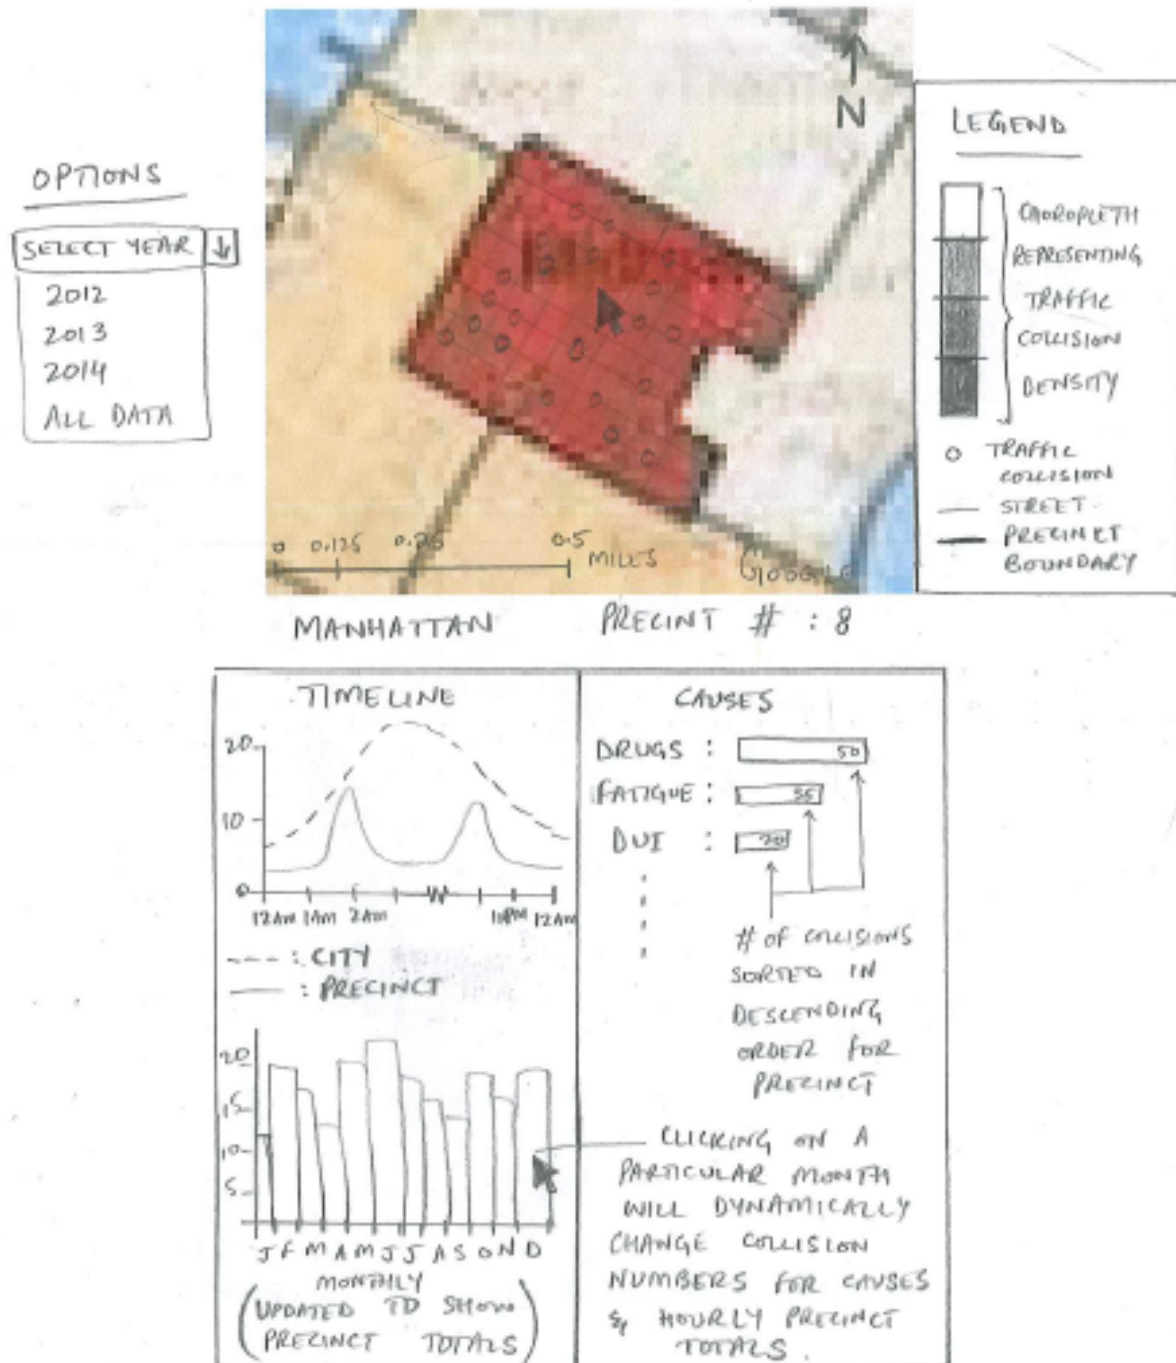 OPTIONS
SELECT YEAR
2012
2013
2014
ALL DATA
N
LEGEND
CHOROPLETH
REPRESENTING
TRAFFIC
COLLISION
DENSITY
TRAFFIC
COLLISION
STREET
PRECINCT
BOUNDARY
0 0.125 0.25 0.5
MILES
GOOGLE
MANHATTAN PRECINT # : 8
TIMELINE
20
10
0
12AM 1AM 2AM 11PM 12AM
--- : CITY
— : PRECINCT
20
15
10
5
J F M A M J J A S O N D
MONTHLY
(UPDATED TO SHOW
PRECINCT TOTALS)
CAUSES
DRUGS : 50
FATIGUE : 35
DUI : 20
# OF COLLISIONS
SORTED IN
DESCENDING
ORDER FOR
PRECINCT
CLICKING ON A
PARTICULAR MONTH
WILL DYNAMICALLY
CHANGE COLLISION
NUMBERS FOR CAUSES
& HOURLY PRECINCT
TOTALS.